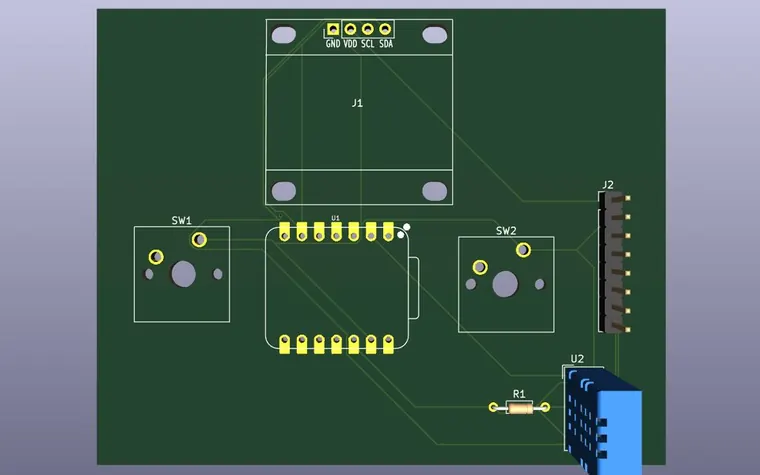 GND VDD SCL SDA
J1
J2
SW1
U1
SW2
U2
R1